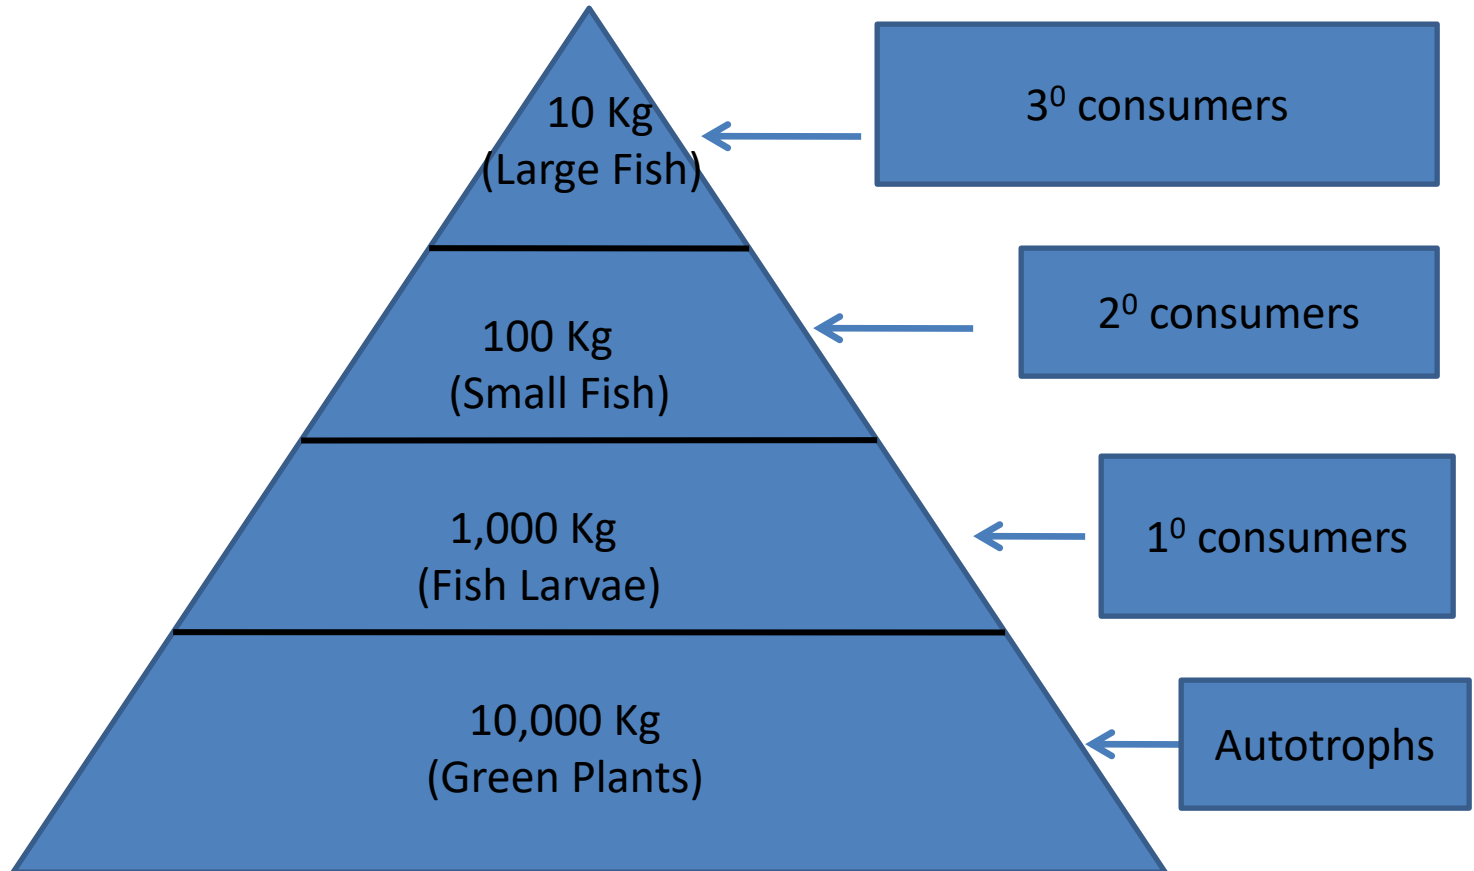 10 Kg
(Large Fish)
3⁰ consumers
100 Kg
(Small Fish)
2⁰ consumers
1,000 Kg
(Fish Larvae)
1⁰ consumers
10,000 Kg
(Green Plants)
Autotrophs